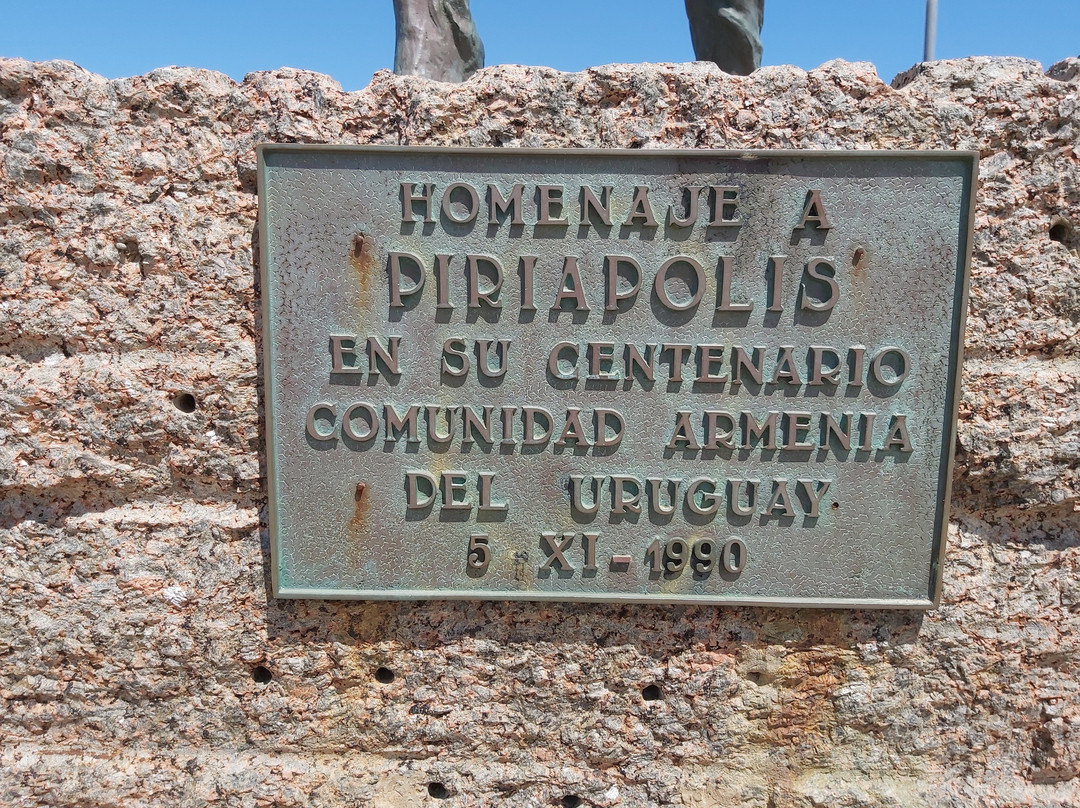 HOMENAJE A
PIRIAPOLIS
EN SU CENTENARIO
COMUNIDAD ARMENIA
DEL URUGUAY
5 XI-1990